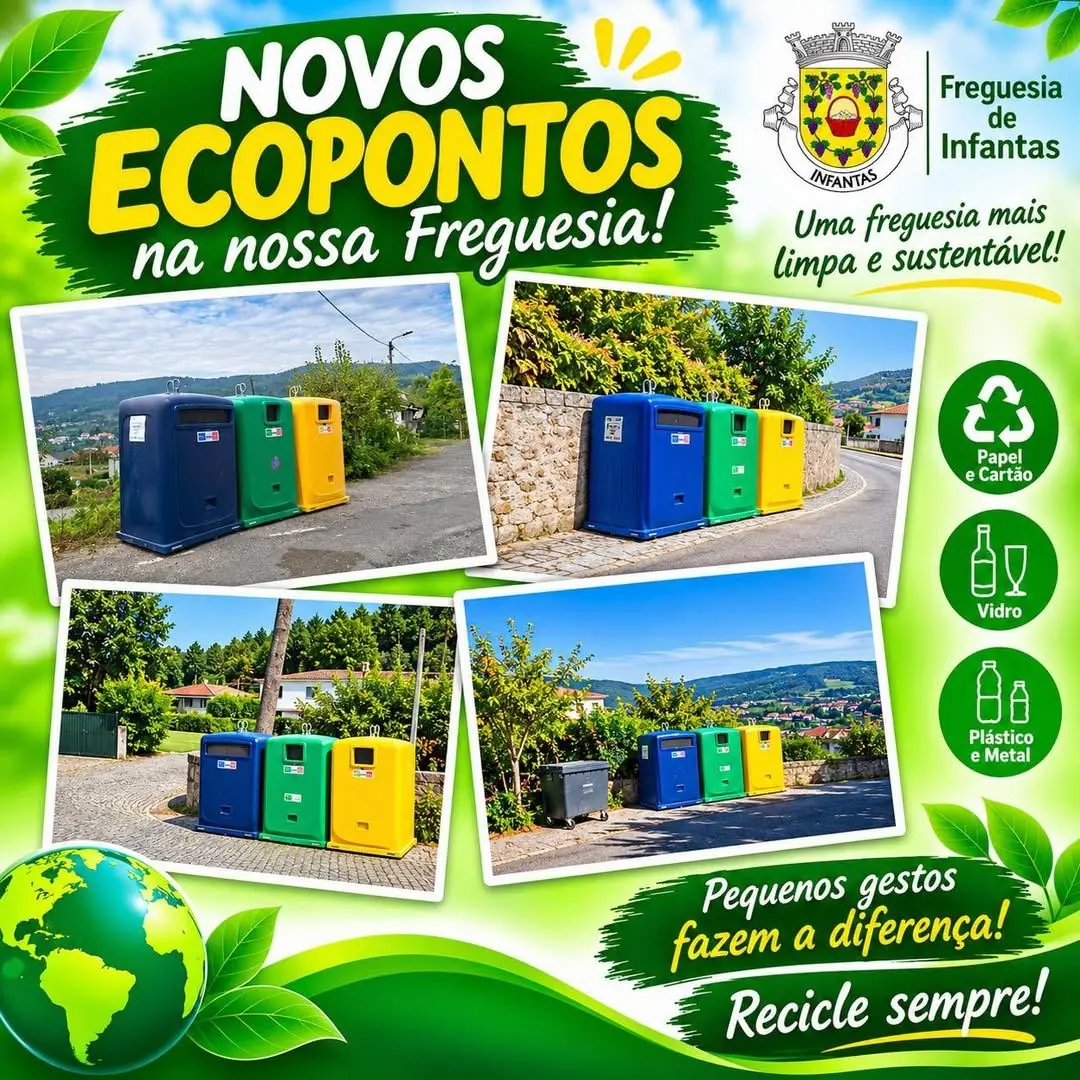 NOVOS
ECOPONTOS
na nossa Freguesia!
INFANTAS
Freguesia
de
Infantas
Uma freguesia mais
limpa e sustentável!
Papel
e Cartão
Vidro
Plástico
e Metal
Pequenos gestos
fazem a diferença!
Recicle sempre!